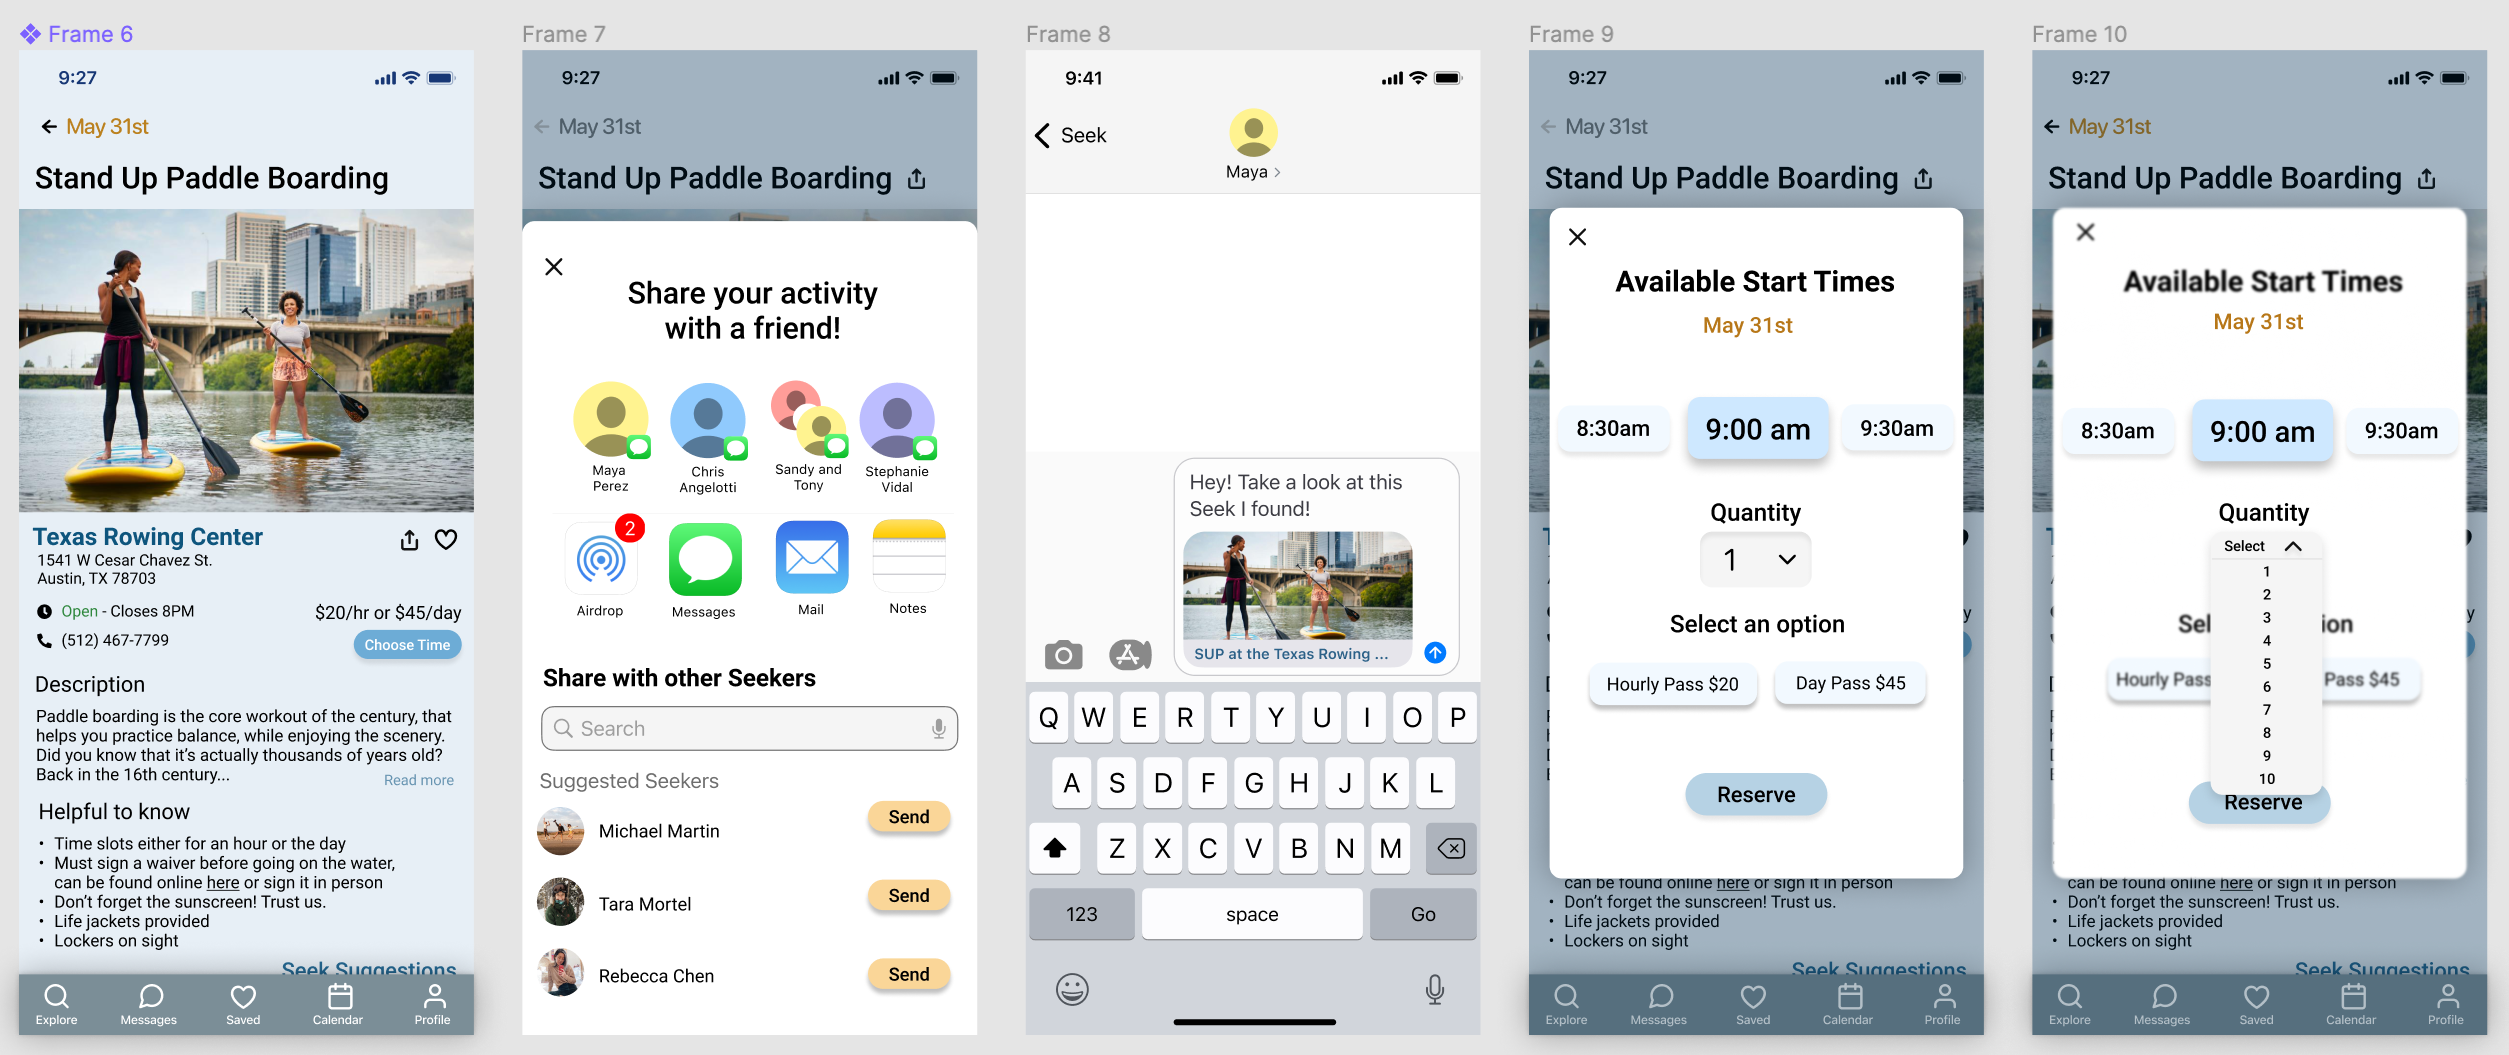 Frame 6
9:27
May 31st
Stand Up Paddle Boarding
Texas Rowing Center
1541 W Cesar Chavez St.
Austin, TX 78703
Open - Closes 8PM
$20/hr or $45/day
(512) 467-7799
Choose Time
Description
Paddle boarding is the core workout of the century, that
helps you practice balance, while enjoying the scenery.
Did you know that it's actually thousands of years old?
Back in the 16th century...
Read more
Helpful to know
• Time slots either for an hour or the day
• Must sign a waiver before going on the water,
can be found online here or sign it in person
• Don't forget the sunscreen! Trust us.
• Life jackets provided
• Lockers on sight
Seek Suggestions
Explore
Messages
Saved
Calendar
Profile
Frame 7
9:27
May 31st
Stand Up Paddle Boarding
Share your activity
with a friend!
Maya
Perez
Chris
Angelotti
Sandy and
Tony
Stephanie
Vidal
2
Airdrop
Messages
Mail
Notes
Share with other Seekers
Search
Suggested Seekers
Michael Martin
Send
Tara Mortel
Send
Rebecca Chen
Send
Frame 8
9:41
Seek
Maya
Hey! Take a look at this
Seek I found!
SUP at the Texas Rowing ...
Q W E R T Y U I O P
A S D F G H J K L
Z X C V B N M
123
space
Go
Frame 9
9:27
May 31st
Stand Up Paddle Boarding
Available Start Times
May 31st
8:30am
9:00 am
9:30am
Quantity
1
Select an option
Hourly Pass $20
Day Pass $45
Reserve
can be found online here or sign it in person
• Don't forget the sunscreen! Trust us.
• Life jackets provided
• Lockers on sight
Seek Suggestions
Explore
Messages
Saved
Calendar
Profile
Frame 10
9:27
May 31st
Stand Up Paddle Boarding
Available Start Times
May 31st
8:30am
9:00 am
9:30am
Quantity
Select
1
2
3
4
5
6
7
8
9
10
Hourly Pass
Pass $45
Reserve
can be found online here or sign it in person
• Don't forget the sunscreen! Trust us.
• Life jackets provided
• Lockers on sight
Seek Suggestions
Explore
Messages
Saved
Calendar
Profile